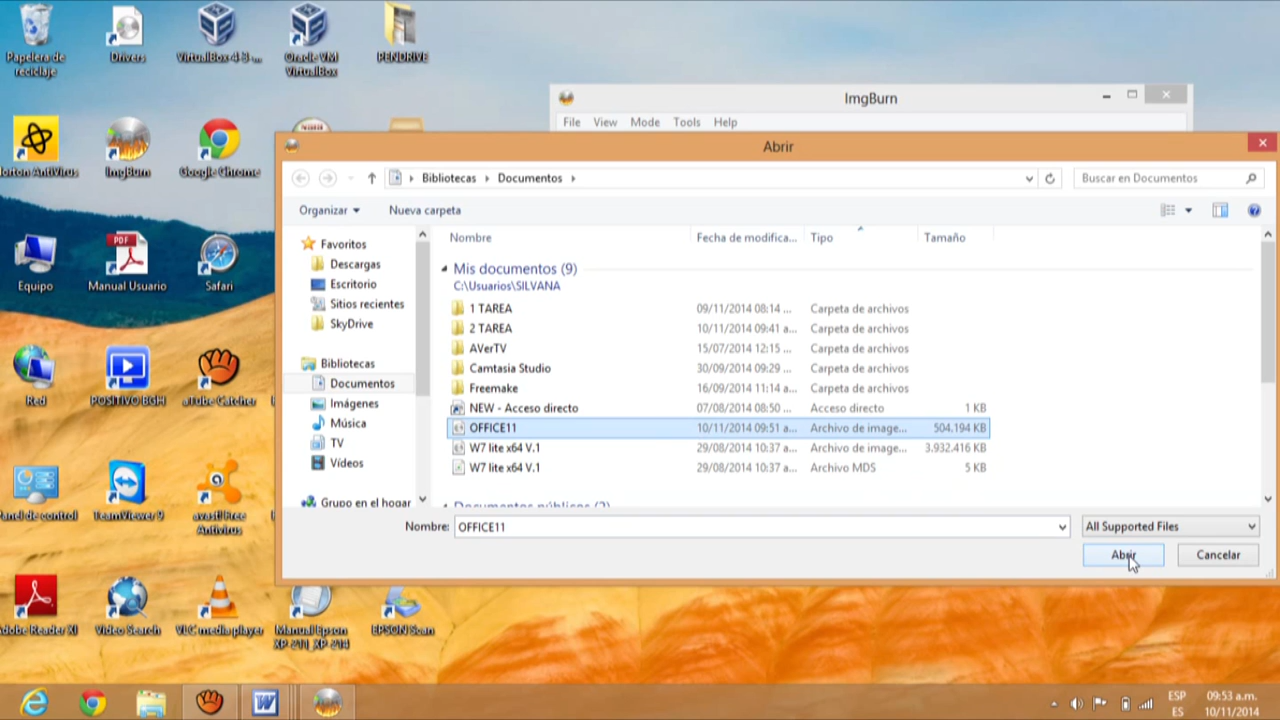 Papelera de reciclaje
Drivers
VirtualBox-4-3-...
Oracle VM VirtualBox
PENDRIVE
ImgBurn
File View Mode Tools Help
Norton AntiVirus
ImgBurn
Google Chrome
Abrir
Bibliotecas Documentos
Buscar en Documentos
Organizar
Nueva carpeta
Nombre Fecha de modifica... Tipo Tamaño
Favoritos
Descargas
Escritorio
Sitios recientes
SkyDrive
Bibliotecas
Documentos
Imágenes
Música
TV
Vídeos
Grupo en el hogar
Mis documentos (9)
C:\Usuarios\SILVANA
1 TAREA 09/11/2014 08:14 ... Carpeta de archivos
2 TAREA 10/11/2014 09:41 a... Carpeta de archivos
AVerTV 15/07/2014 12:15 ... Carpeta de archivos
Camtasia Studio 30/09/2014 09:29 ... Carpeta de archivos
Freemake 16/09/2014 11:14 a... Carpeta de archivos
NEW - Acceso directo 07/08/2014 08:50 ... Acceso directo 1 KB
OFFICE11 10/11/2014 09:51 a... Archivo de image... 504.194 KB
W7 lite x64 V.1 29/08/2014 10:37 a... Archivo de image... 3.932.416 KB
W7 lite x64 V.1 29/08/2014 10:37 a... Archivo MDS 5 KB
Documentos públicos (2)
Nombre: OFFICE11
All Supported Files
Abrir
Cancelar
Equipo
Manual Usuario
Safari
Red
POSITIVO BGH
aTube Catcher
Panel de control
TeamViewer 9
avast! Free Antivirus
Adobe Reader XI
Video Search
VLC media player
Manual Epson
EPSON Scan
ESP
ES
09:53 a.m.
10/11/2014